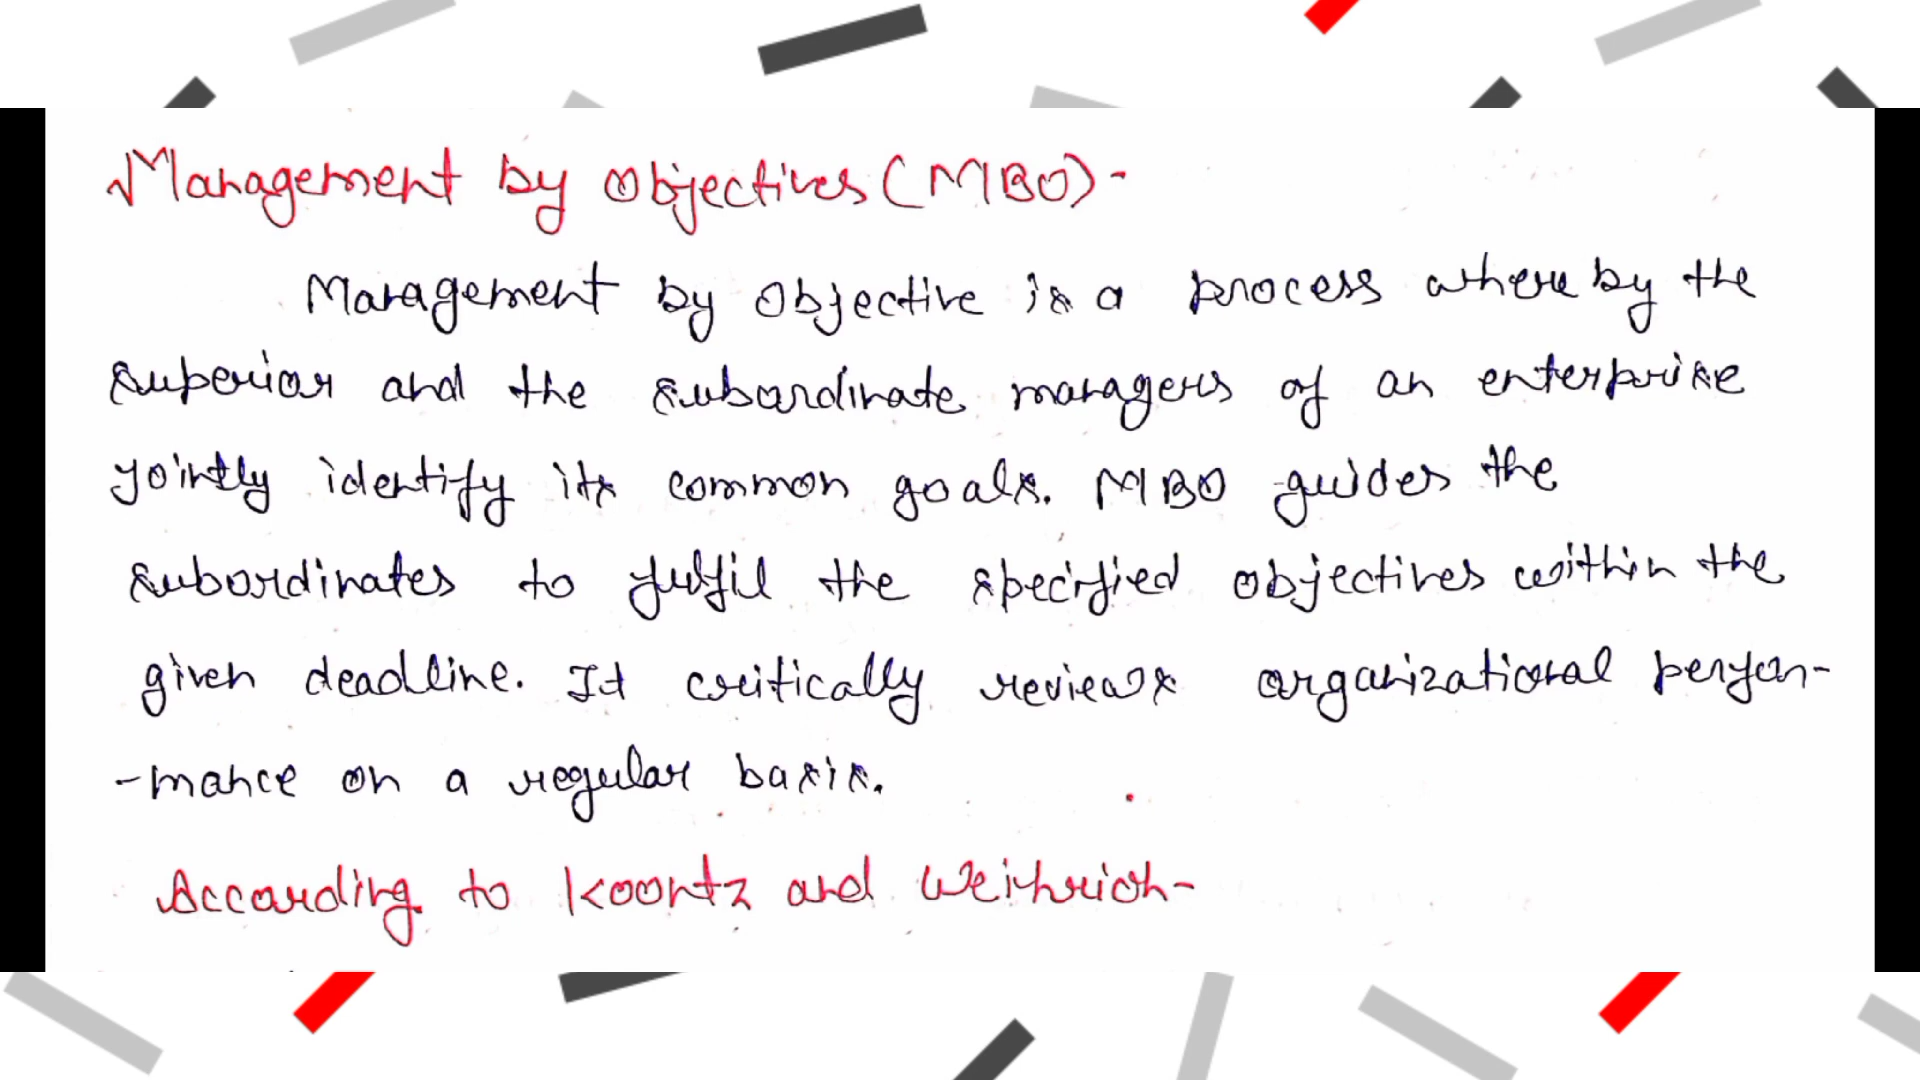 Management by Objectives (MBO)-
Management by Objective is a process where by the
superior and the subordinate managers of an enterprise
jointly identify its common goals. MBO guides the
subordinates to fulfil the specified objectives within the
given deadline. It critically reviews organizational perfor-
-mance on a regular basis.
According to Koontz and Weihrich-